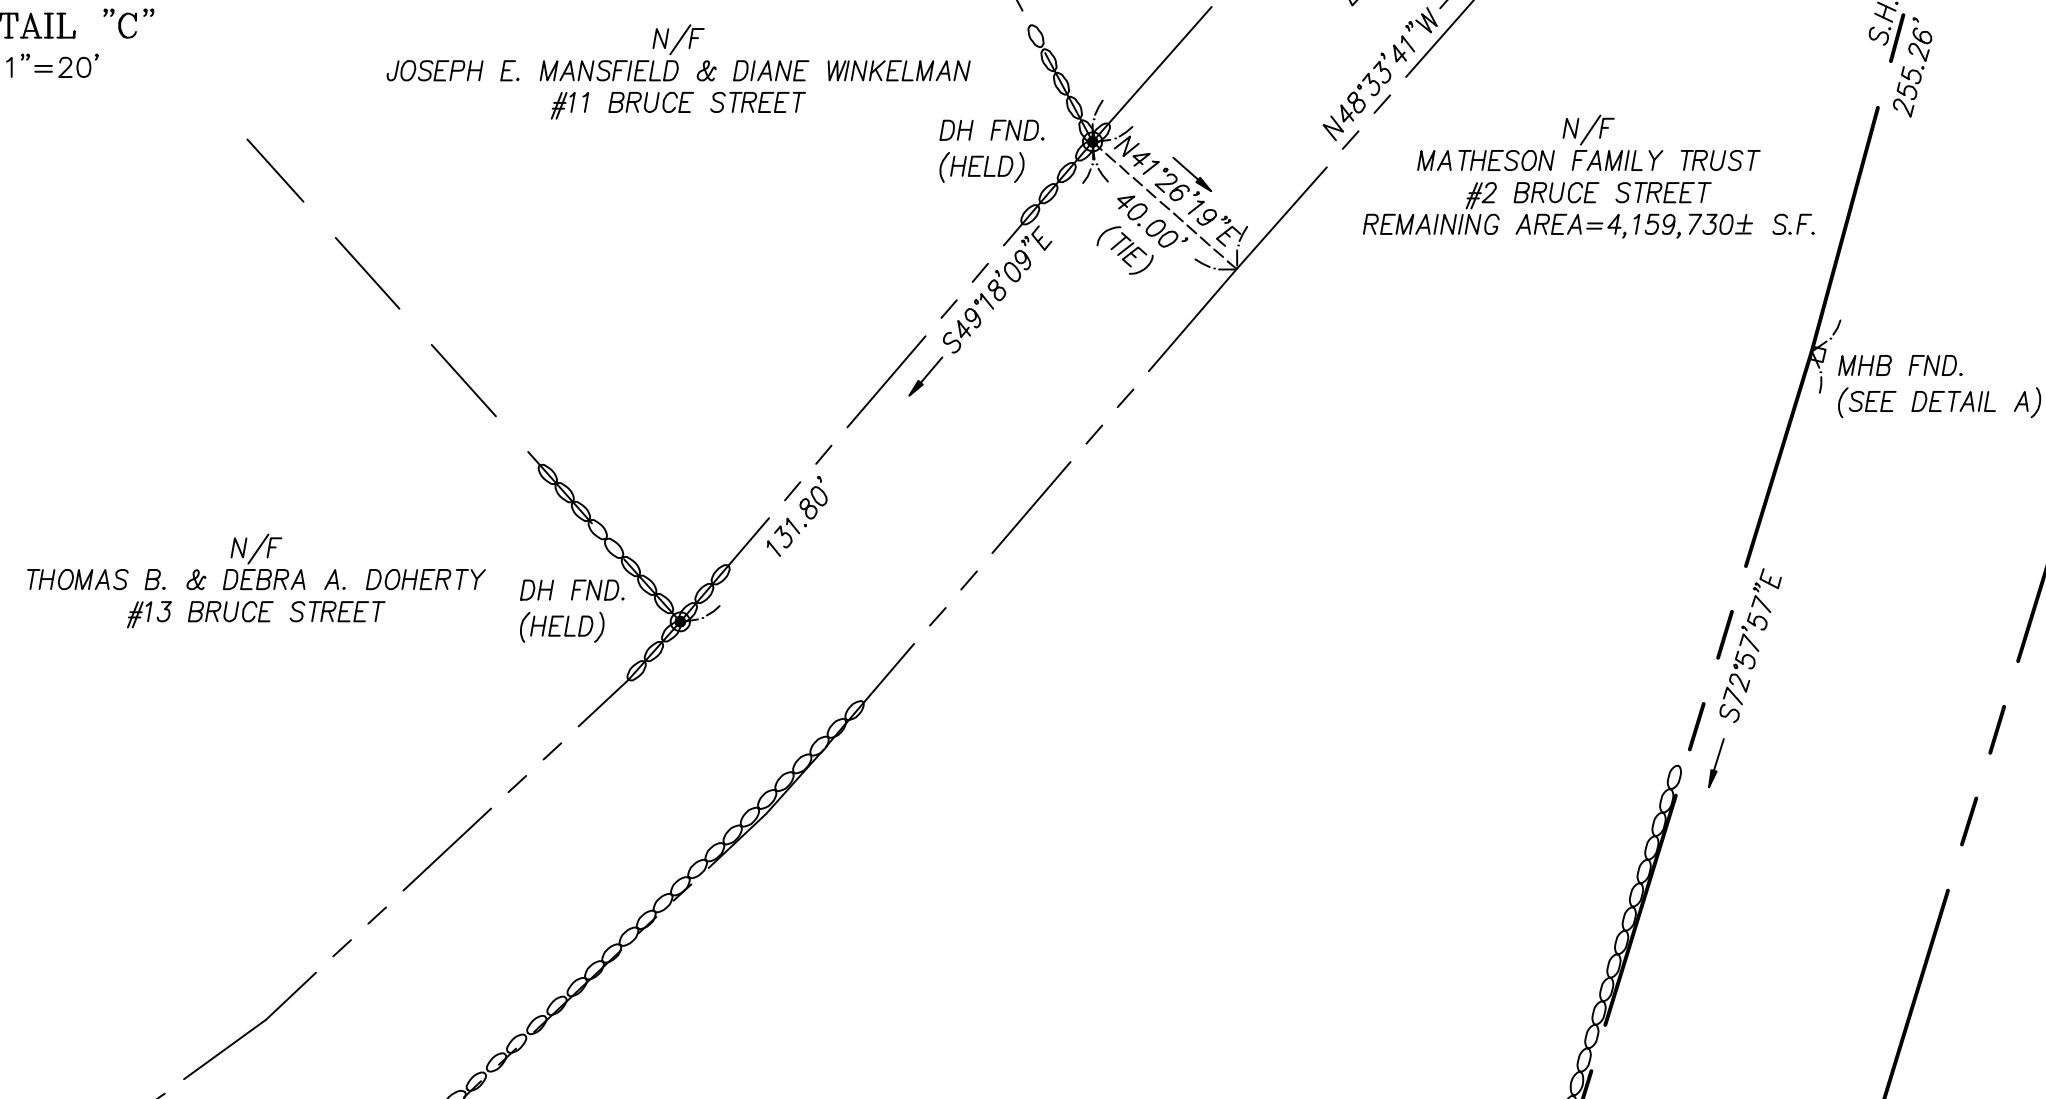 TAIL "C"
1"=20'
N/F
JOSEPH E. MANSFIELD & DIANE WINKELMAN
#11 BRUCE STREET
DH FND.
(HELD)
N41°26'19"E
40.00'
(TIE)
N48°33'41"W
S.H.
255.26'
N/F
MATHESON FAMILY TRUST
#2 BRUCE STREET
REMAINING AREA=4,159,730± S.F.
S49°18'09"E
131.80'
MHB FND.
(SEE DETAIL A)
N/F
THOMAS B. & DEBRA A. DOHERTY
#13 BRUCE STREET
DH FND.
(HELD)
S72°57'57"E